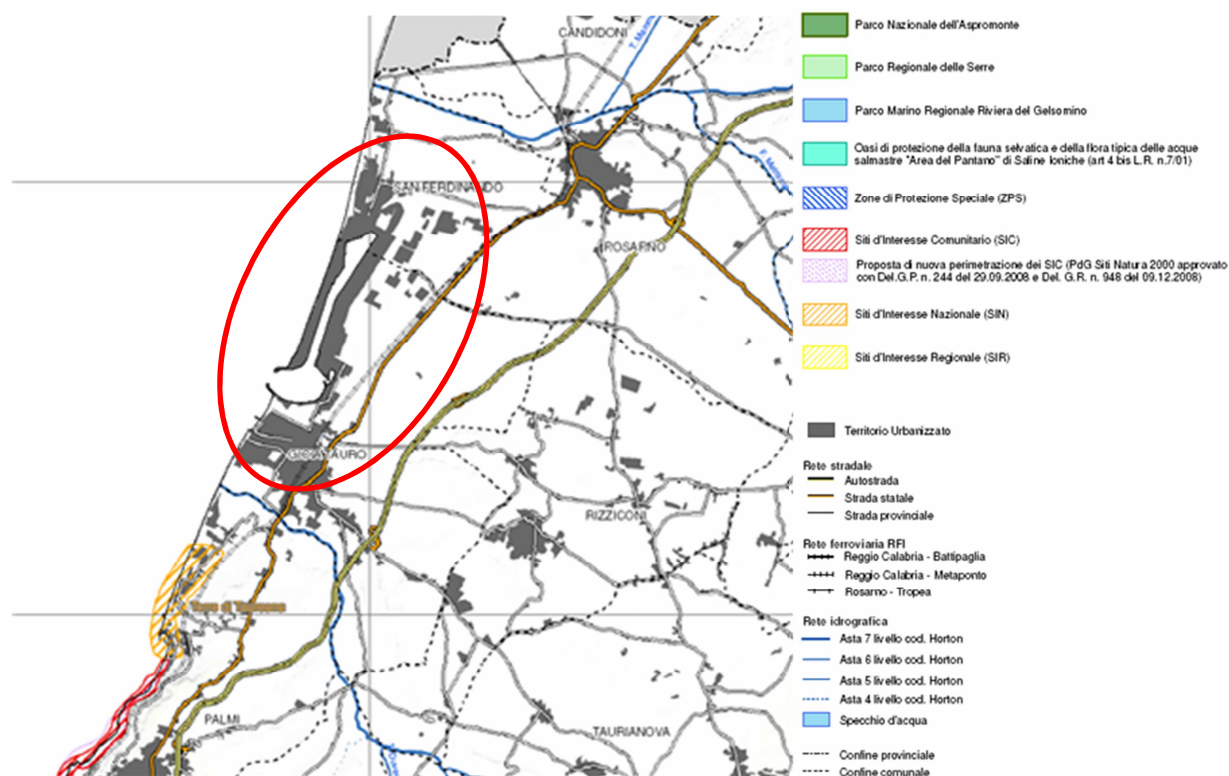 CANDIDONI
SAN FERDINANDO
ROSARNO
GIOIA TAURO
RIZZICONI
PALMI
TAURIANOVA
Parco Nazionale dell'Aspromonte
Parco Regionale delle Serre
Parco Marino Regionale Riviera del Gelsomino
Oasi di protezione della fauna selvatica e della flora tipica delle acque
salmastre "Area del Pantano" di Saline Ioniche (art 4 bis L.R. n.7/01)
Zone di Protezione Speciale (ZPS)
Siti d'Interesse Comunitario (SIC)
Proposta di nuova perimetrazione dei SIC (PdG Siti Natura 2000 approvato
con Del.G.P. n. 244 del 29.09.2008 e Del. G.R. n. 948 del 09.12.2008)
Siti d'Interesse Nazionale (SIN)
Siti d'Interesse Regionale (SIR)
Territorio Urbanizzato
Rete stradale
Autostrada
Strada statale
Strada provinciale
Rete ferroviaria RFI
Reggio Calabria - Battipaglia
Reggio Calabria - Metaponto
Rosarno - Tropea
Rete idrografica
Asta 7 livello cod. Horton
Asta 6 livello cod. Horton
Asta 5 livello cod. Horton
Asta 4 livello cod. Horton
Specchio d'acqua
Confine provinciale
Confine comunale